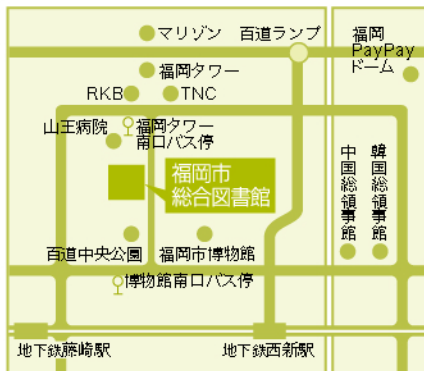 マリゾン
百道ランプ
福岡
PayPay
ドーム
福岡タワー
RKB
TNC
山王病院
福岡タワー
南口バス停
福岡市
総合図書館
中国総領事館
韓国総領事館
百道中央公園
福岡市博物館
博物館南口バス停
地下鉄藤崎駅
地下鉄西新駅